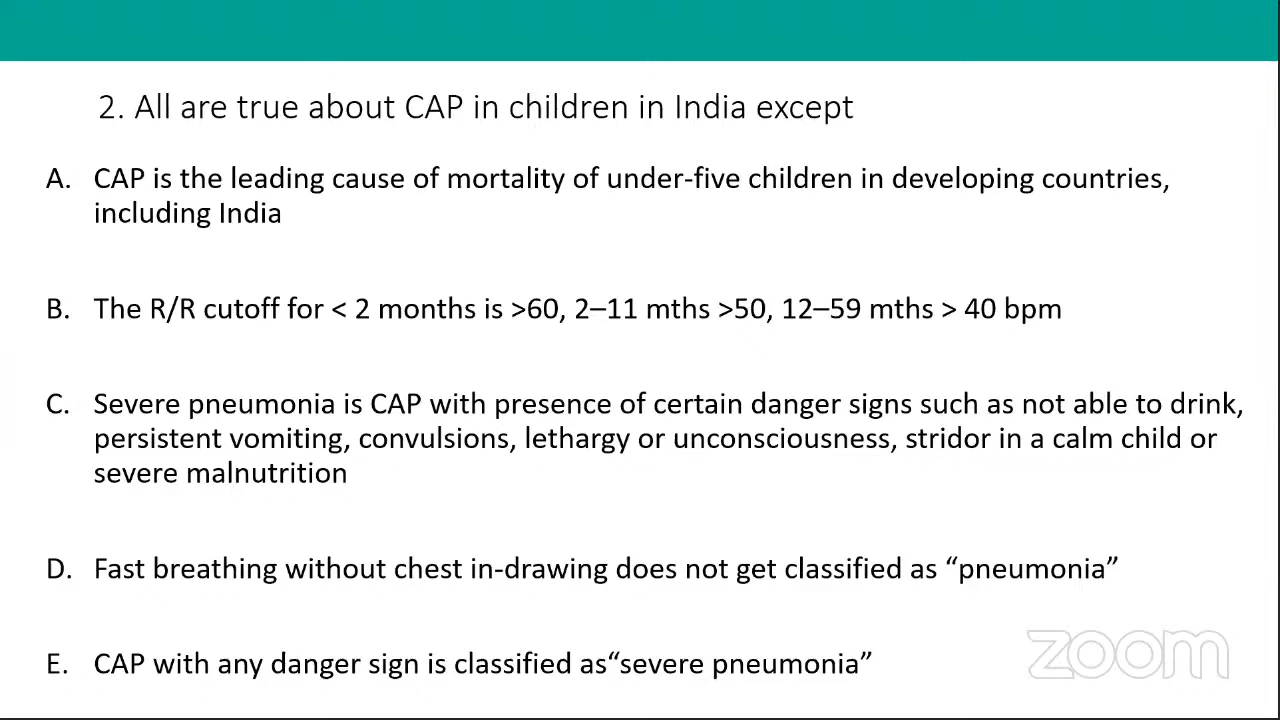 2. All are true about CAP in children in India except
A. CAP is the leading cause of mortality of under-five children in developing countries,
including India
B. The R/R cutoff for < 2 months is >60, 2–11 mths >50, 12–59 mths > 40 bpm
C. Severe pneumonia is CAP with presence of certain danger signs such as not able to drink,
persistent vomiting, convulsions, lethargy or unconsciousness, stridor in a calm child or
severe malnutrition
D. Fast breathing without chest in-drawing does not get classified as “pneumonia”
E. CAP with any danger sign is classified as“severe pneumonia”
zoom